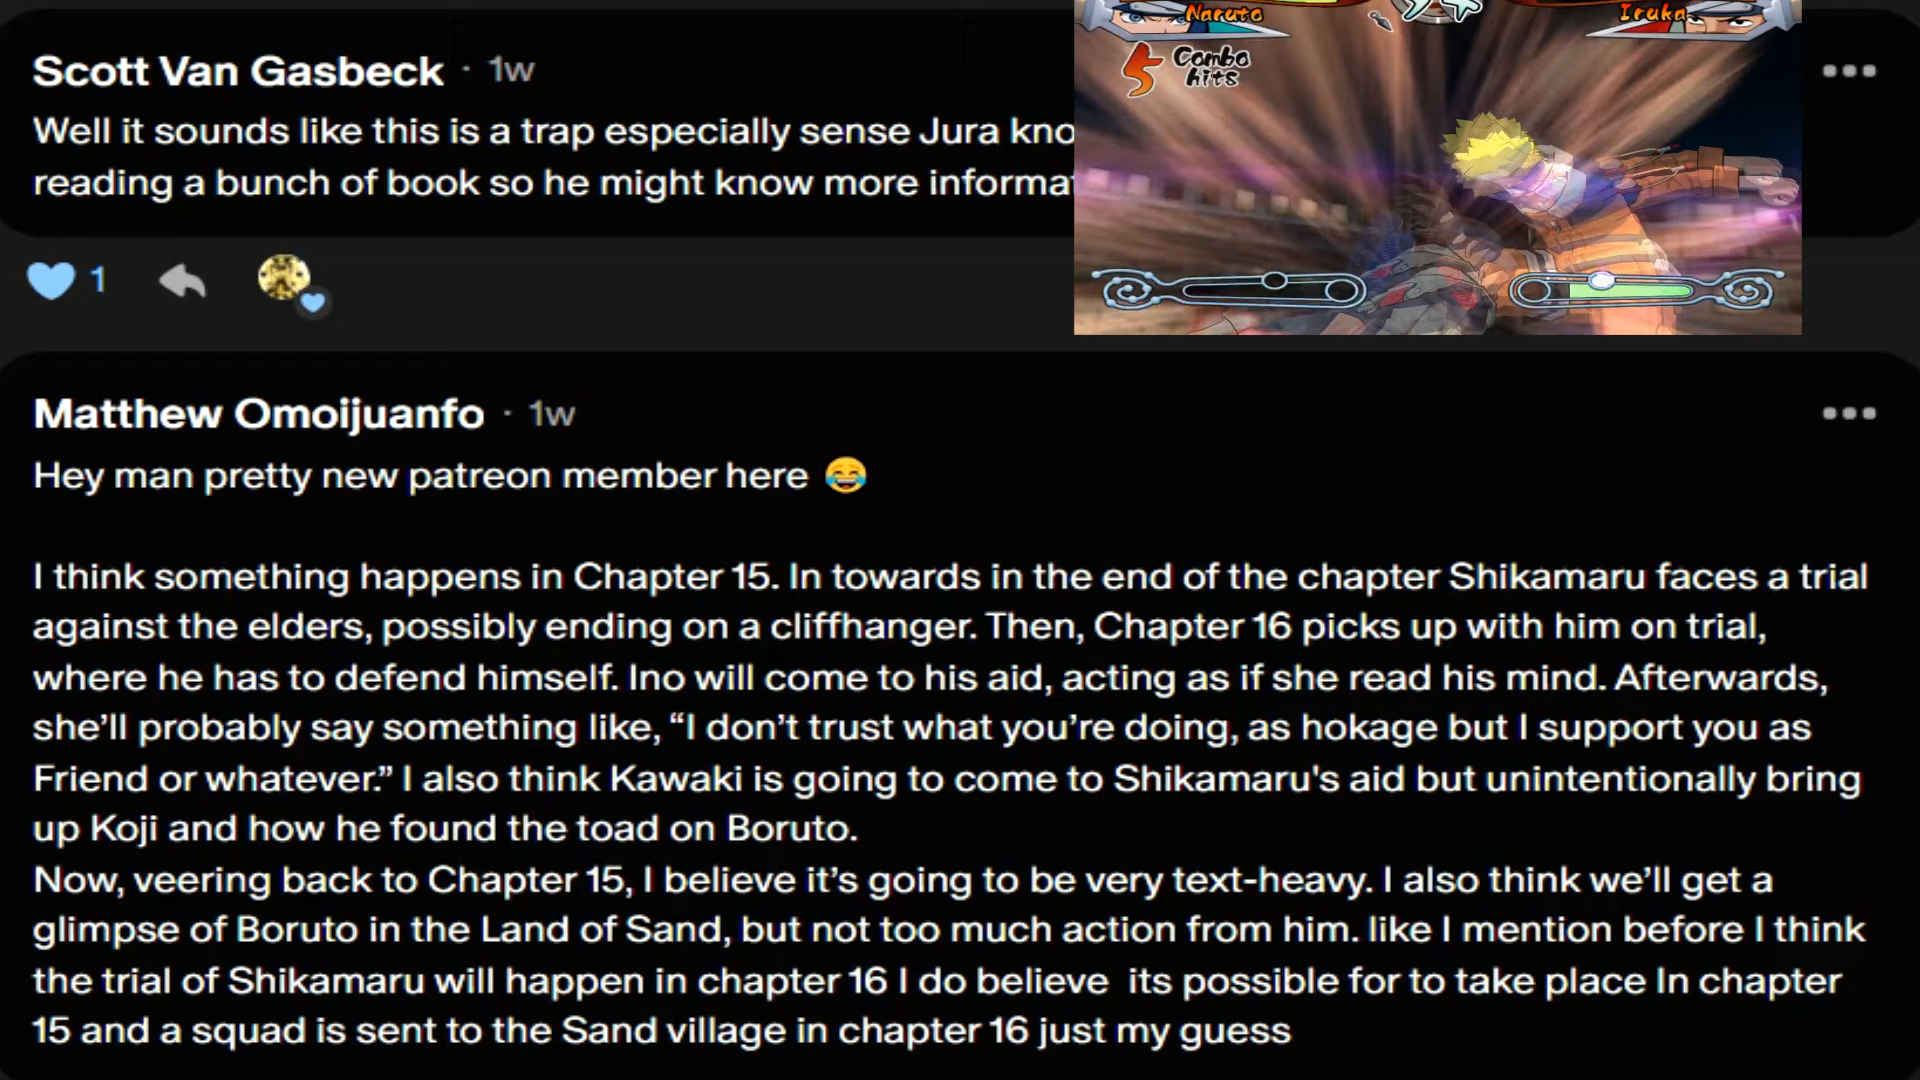 Scott Van Gasbeck · 1w
Well it sounds like this is a trap especially sense Jura
reading a bunch of book so he might know more
1
Naruto
Iruka
5 Combo
hits
Matthew Omoijuanfo · 1w
Hey man pretty new patreon member here 😂
I think something happens in Chapter 15. In towards in the end of the chapter Shikamaru faces a trial
against the elders, possibly ending on a cliffhanger. Then, Chapter 16 picks up with him on trial,
where he has to defend himself. Ino will come to his aid, acting as if she read his mind. Afterwards,
she’ll probably say something like, “I don’t trust what you’re doing, as hokage but I support you as
Friend or whatever.” I also think Kawaki is going to come to Shikamaru's aid but unintentionally bring
up Koji and how he found the toad on Boruto.
Now, veering back to Chapter 15, I believe it’s going to be very text-heavy. I also think we’ll get a
glimpse of Boruto in the Land of Sand, but not too much action from him. like I mention before I think
the trial of Shikamaru will happen in chapter 16 I do believe  its possible for to take place In chapter
15 and a squad is sent to the Sand village in chapter 16 just my guess